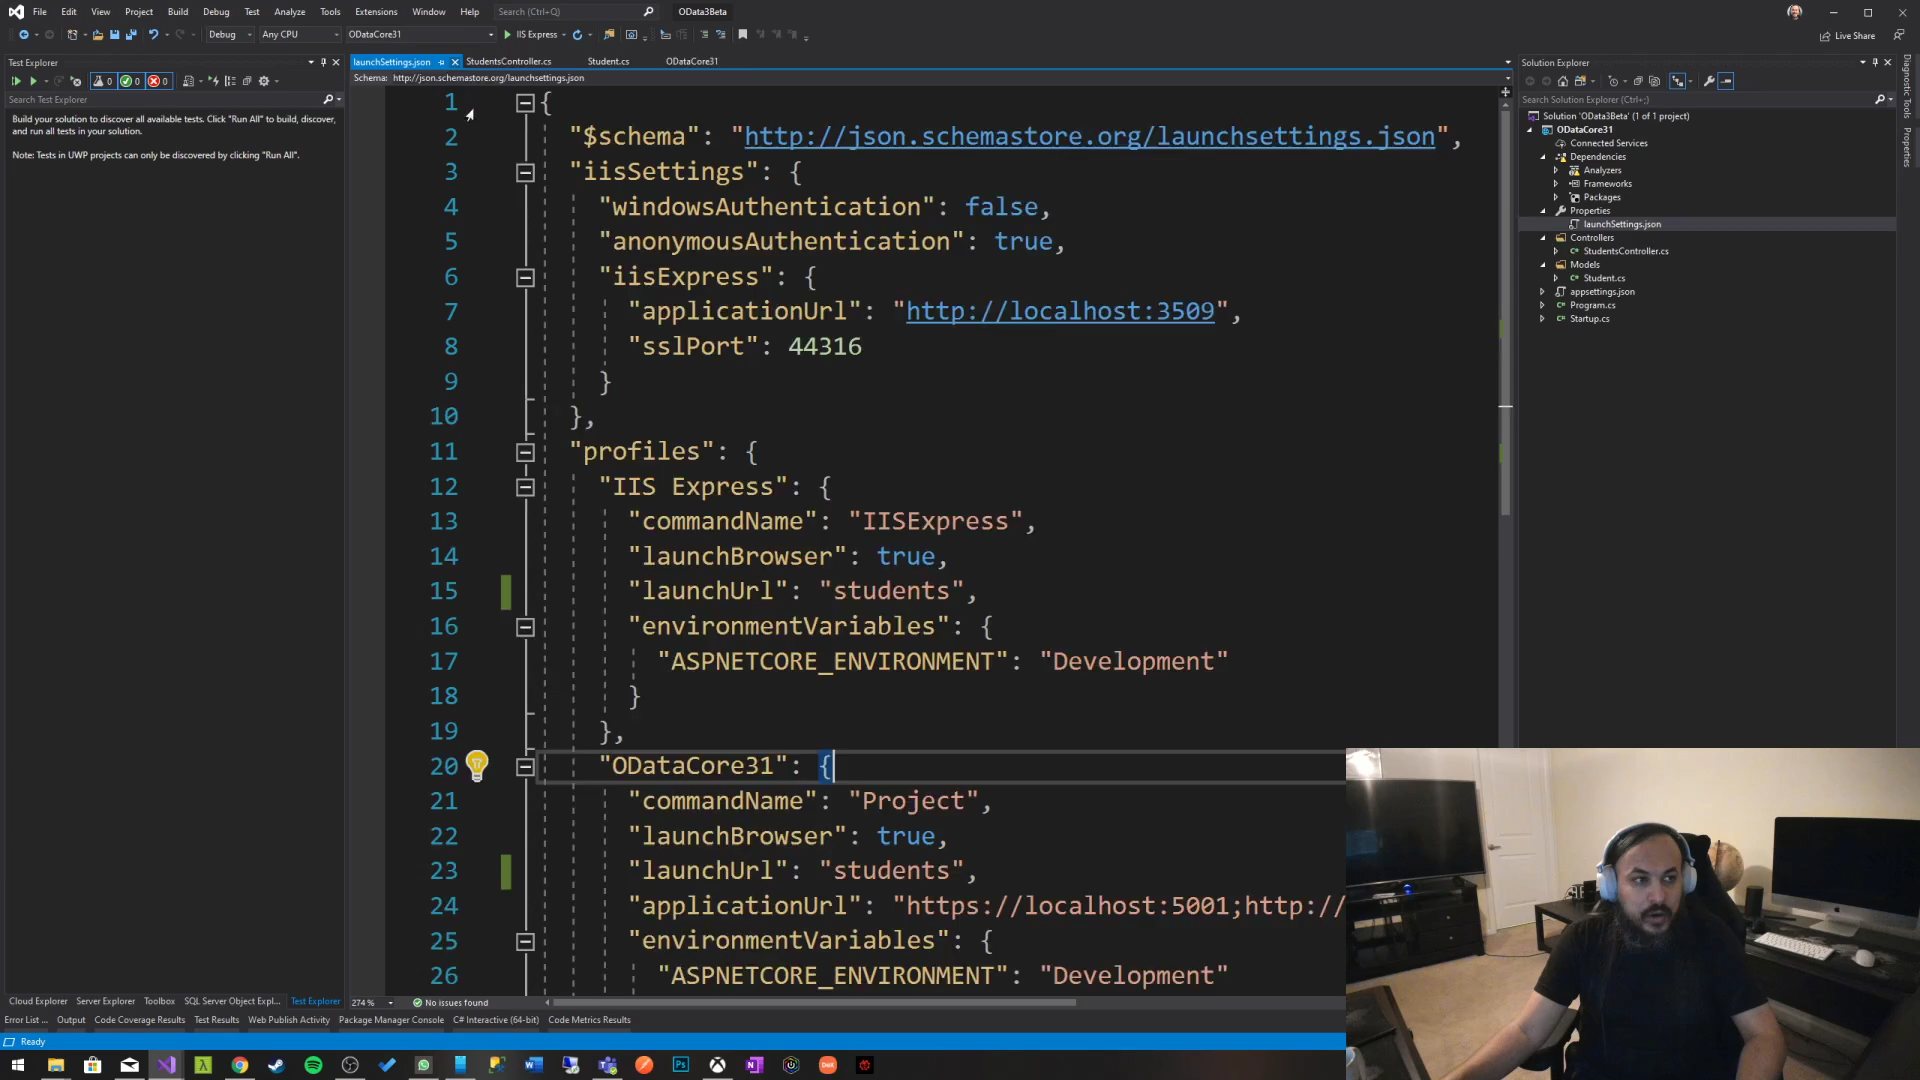 File Edit View Project Build Debug Test Analyze Tools Extensions Window Help Search (Ctrl+Q) OData3Beta
Debug Any CPU ODataCore31 IIS Express Live Share
Test Explorer
0 0 0
Search Test Explorer
Build your solution to discover all available tests. Click "Run All" to build, discover,
and run all tests in your solution.
Note: Tests in UWP projects can only be discovered by clicking "Run All".
launchSettings.json StudentsController.cs Student.cs ODataCore31
Schema: http://json.schemastore.org/launchsettings.json
1 {
2 "$schema": "http://json.schemastore.org/launchsettings.json",
3 "iisSettings": {
4 "windowsAuthentication": false,
5 "anonymousAuthentication": true,
6 "iisExpress": {
7 "applicationUrl": "http://localhost:3509",
8 "sslPort": 44316
9 }
10 },
11 "profiles": {
12 "IIS Express": {
13 "commandName": "IISExpress",
14 "launchBrowser": true,
15 "launchUrl": "students",
16 "environmentVariables": {
17 "ASPNETCORE_ENVIRONMENT": "Development"
18 }
19 },
20 "ODataCore31": {
21 "commandName": "Project",
22 "launchBrowser": true,
23 "launchUrl": "students",
24 "applicationUrl": "https://localhost:5001;http://
25 "environmentVariables": {
26 "ASPNETCORE_ENVIRONMENT": "Development"
274 % No issues found
Solution Explorer
Search Solution Explorer (Ctrl+;)
Solution 'OData3Beta' (1 of 1 project)
ODataCore31
Connected Services
Dependencies
Analyzers
Frameworks
Packages
Properties
launchSettings.json
Controllers
StudentsController.cs
Models
Student.cs
appsettings.json
Program.cs
Startup.cs
Diagnostic Tools
Properties
Cloud Explorer Server Explorer Toolbox SQL Server Object Expl... Test Explorer
Error List ... Output Code Coverage Results Test Results Web Publish Activity Package Manager Console C# Interactive (64-bit) Code Metrics Results
Ready